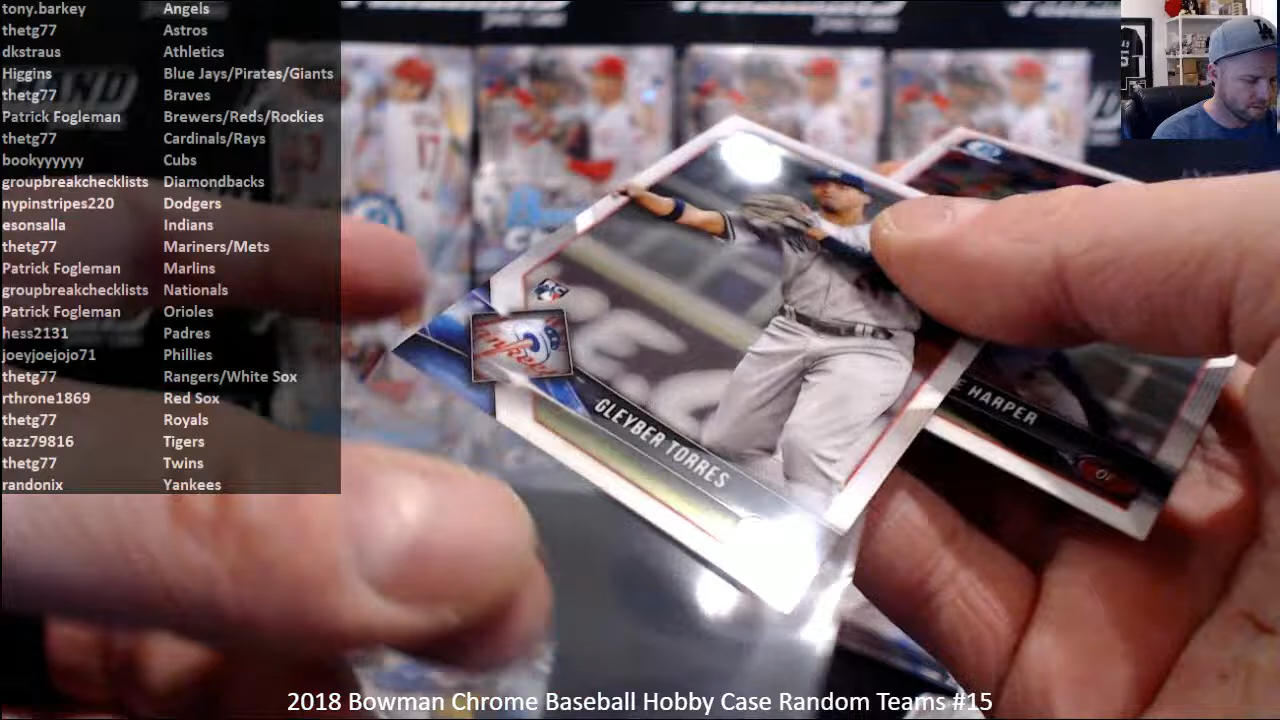 tony.barkey Angels
thetg77 Astros
dkstraus Athletics
Higgins Blue Jays/Pirates/Giants
thetg77 Braves
Patrick Fogleman Brewers/Reds/Rockies
thetg77 Cardinals/Rays
bookyyyyyy Cubs
groupbreakchecklists Diamondbacks
nypinstripes220 Dodgers
esonsalla Indians
thetg77 Mariners/Mets
Patrick Fogleman Marlins
groupbreakchecklists Nationals
Patrick Fogleman Orioles
hess2131 Padres
joeyjoejojo71 Phillies
thetg77 Rangers/White Sox
rthrone1869 Red Sox
thetg77 Royals
tazz79816 Tigers
thetg77 Twins
randonix Yankees
17
GLEYBER TORRES
E HARPER
OF
2018 Bowman Chrome Baseball Hobby Case Random Teams #15